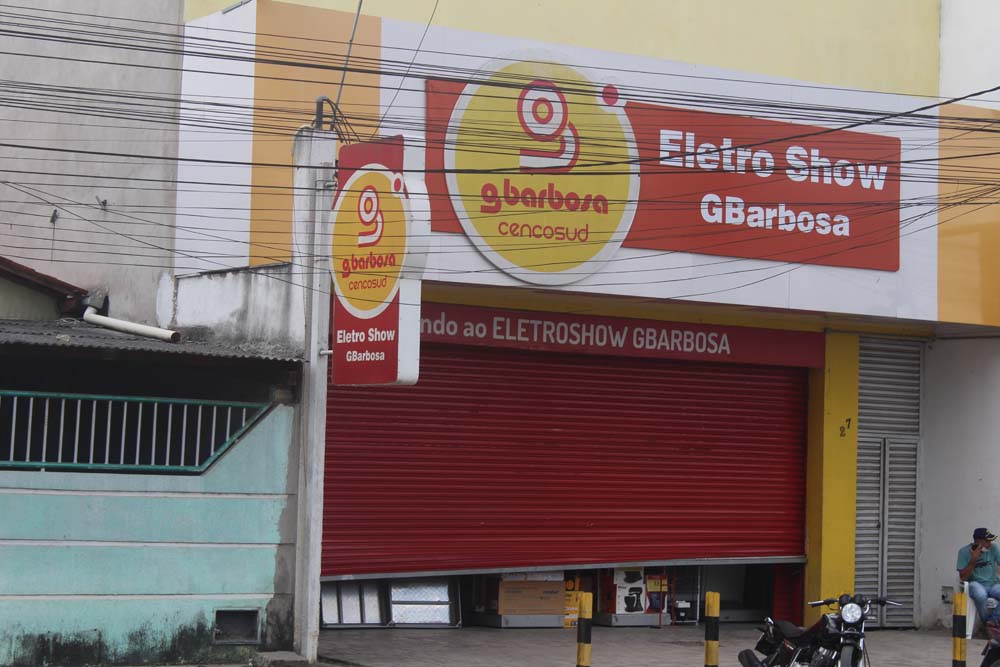 gbarbosa
cencosud
Eletro Show
GBarbosa
gbarbosa
cencosud
Eletro Show
GBarbosa
ndo ao ELETROSHOW GBARBOSA
27